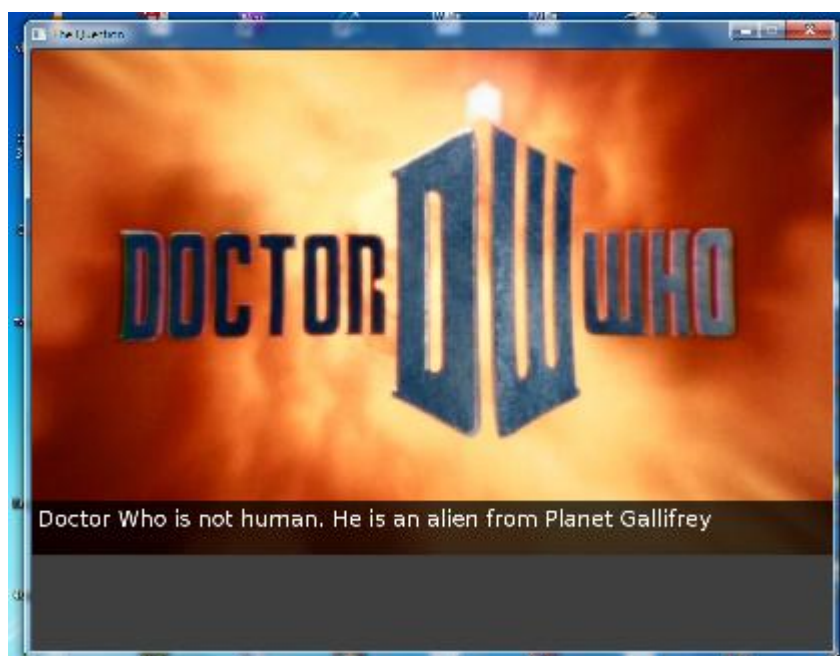 The Question
DOCTOR DW WHO
Doctor Who is not human. He is an alien from Planet Gallifrey